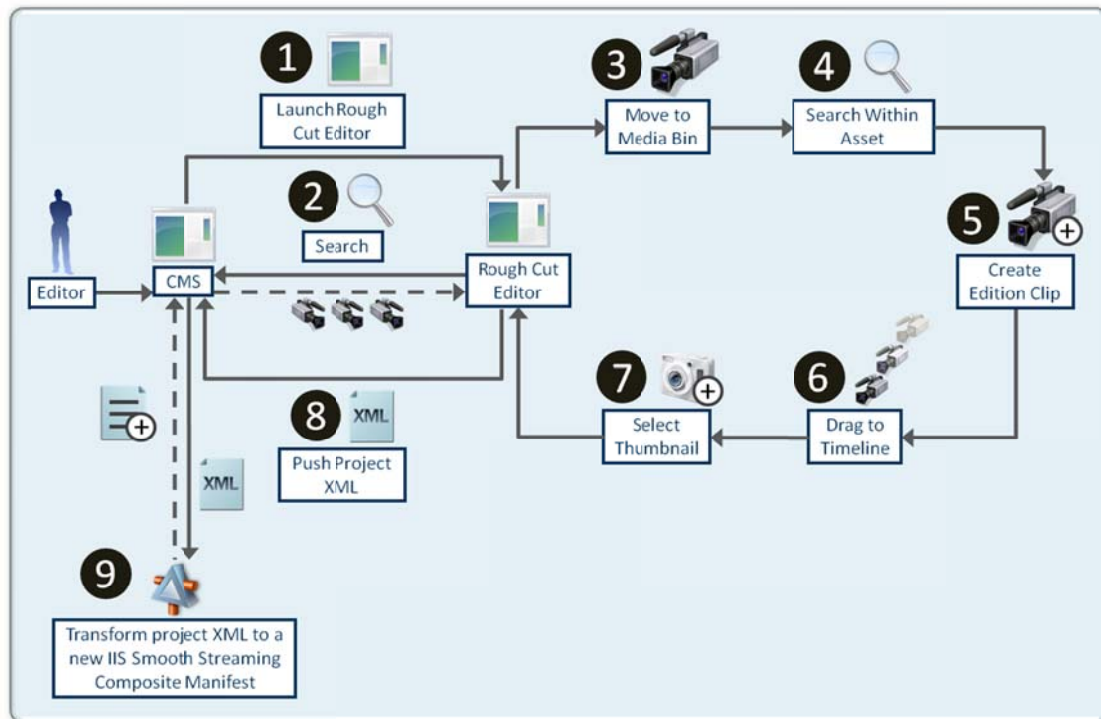 1
Launch Rough
Cut Editor
2
Search
3
Move to
Media Bin
4
Search Within
Asset
5
Create
Edition Clip
Editor
CMS
Rough Cut
Editor
6
Drag to
Timeline
7
Select
Thumbnail
8
XML
Push Project
XML
XML
9
Transform project XML to a
new IIS Smooth Streaming
Composite Manifest